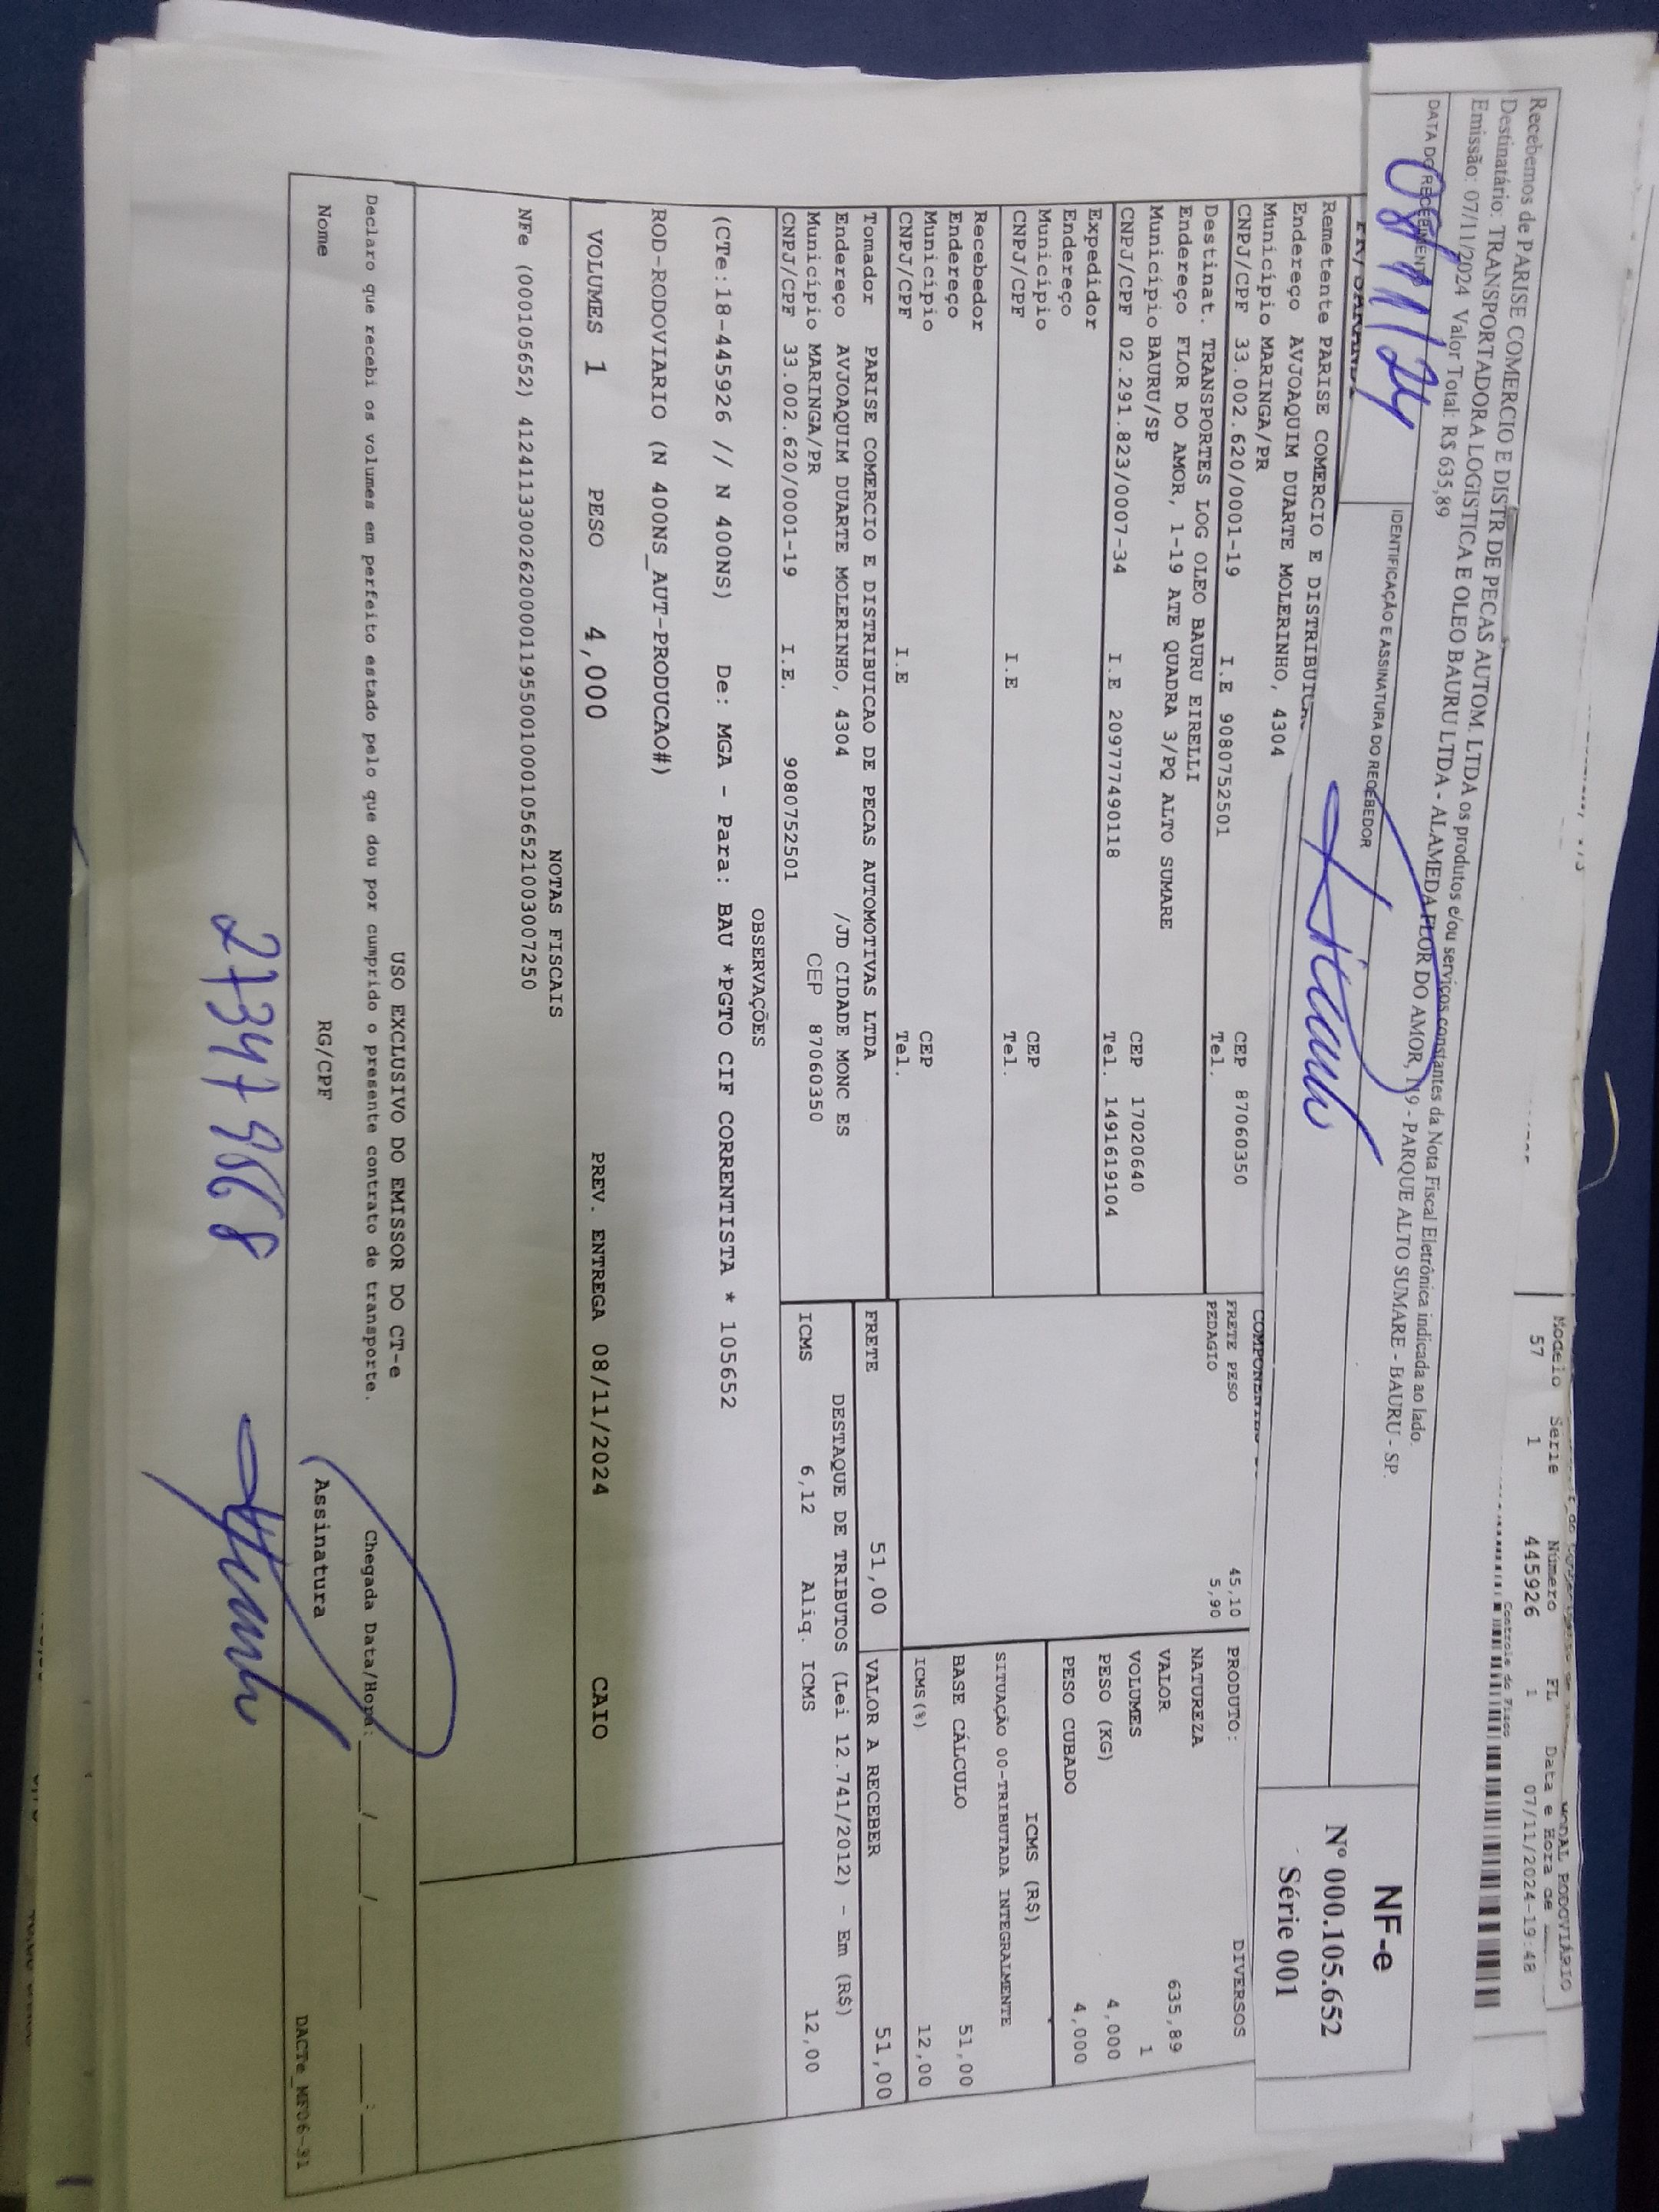 Recebemos de PARISE COMERCIO E DISTR DE PECAS AUTOM. LTDA os produtos e/ou serviços constantes da Nota Fiscal Eletrônica indicada ao lado.
Destinatário: TRANSPORTADORA LOGISTICA E OLEO BAURU LTDA - ALAMEDA FLOR DO AMOR, 119 - PARQUE ALTO SUMARE - BAURU - SP.
Emissão: 07/11/2024 Valor Total: R$ 635,89
DATA DO RECEBIMENTO
08/11/24
IDENTIFICAÇÃO E ASSINATURA DO RECEBEDOR
NF-e
Nº 000.105.652
Série 001
MODAL RODOVIÁRIO
Modelo Série Número FL Data e Hora de
57 1 445926 1 07/11/2024-19:48
Controle do Fisco
Remetente PARISE COMERCIO E DISTRIBUICAO
Endereço AVJOAQUIM DUARTE MOLERINHO, 4304
Município MARINGA/PR CEP 87060350
CNPJ/CPF 33.002.620/0001-19 I.E 9080752501 Tel.
Destinat. TRANSPORTES LOG OLEO BAURU EIRELLI
Endereço FLOR DO AMOR, 1-19 ATE QUADRA 3/PQ ALTO SUMARE
Município BAURU/SP CEP 17020640
CNPJ/CPF 02.291.823/0007-34 I.E 209777490118 Tel. 1491619104
Expedidor
Endereço
Município CEP
CNPJ/CPF I.E Tel.
Recebedor
Endereço
Município CEP
CNPJ/CPF I.E Tel.
Tomador PARISE COMERCIO E DISTRIBUICAO DE PECAS AUTOMOTIVAS LTDA
Endereço AVJOAQUIM DUARTE MOLERINHO, 4304 /JD CIDADE MONC ES
Município MARINGA/PR CEP 87060350
CNPJ/CPF 33.002.620/0001-19 I.E. 9080752501
FRETE PESO 45,10
PEDAGIO 5,90
PRODUTO: DIVERSOS
NATUREZA
VALOR 635,89
VOLUMES 1
PESO (KG) 4,000
PESO CUBADO 4,000
ICMS (R$)
SITUAÇÃO 00-TRIBUTADA INTEGRALMENTE
BASE CÁLCULO 51,00
ICMS(%) 12,00
FRETE 51,00 VALOR A RECEBER 51,00
DESTAQUE DE TRIBUTOS (Lei 12.741/2012) - Em (R$)
ICMS 6,12 Aliq. ICMS 12,00
OBSERVAÇÕES
(CTe:18-445926 // N 400NS) De: MGA - Para: BAU *PGTO CIF CORRENTISTA * 105652
ROD-RODOVIARIO (N 400NS_AUT-PRODUCAO#)
VOLUMES 1 PESO 4,000 PREV. ENTREGA 08/11/2024 CAIO
NOTAS FISCAIS
NFe (000105652) 41241133002620000119550010001056521003007250
USO EXCLUSIVO DO EMISSOR DO CT-e
Declaro que recebi os volumes em perfeito estado pelo que dou por cumprido o presente contrato de transporte. Chegada Data/Hora: ___/___/_____ ___:___
Nome RG/CPF Assinatura
DACTe_MF06-31